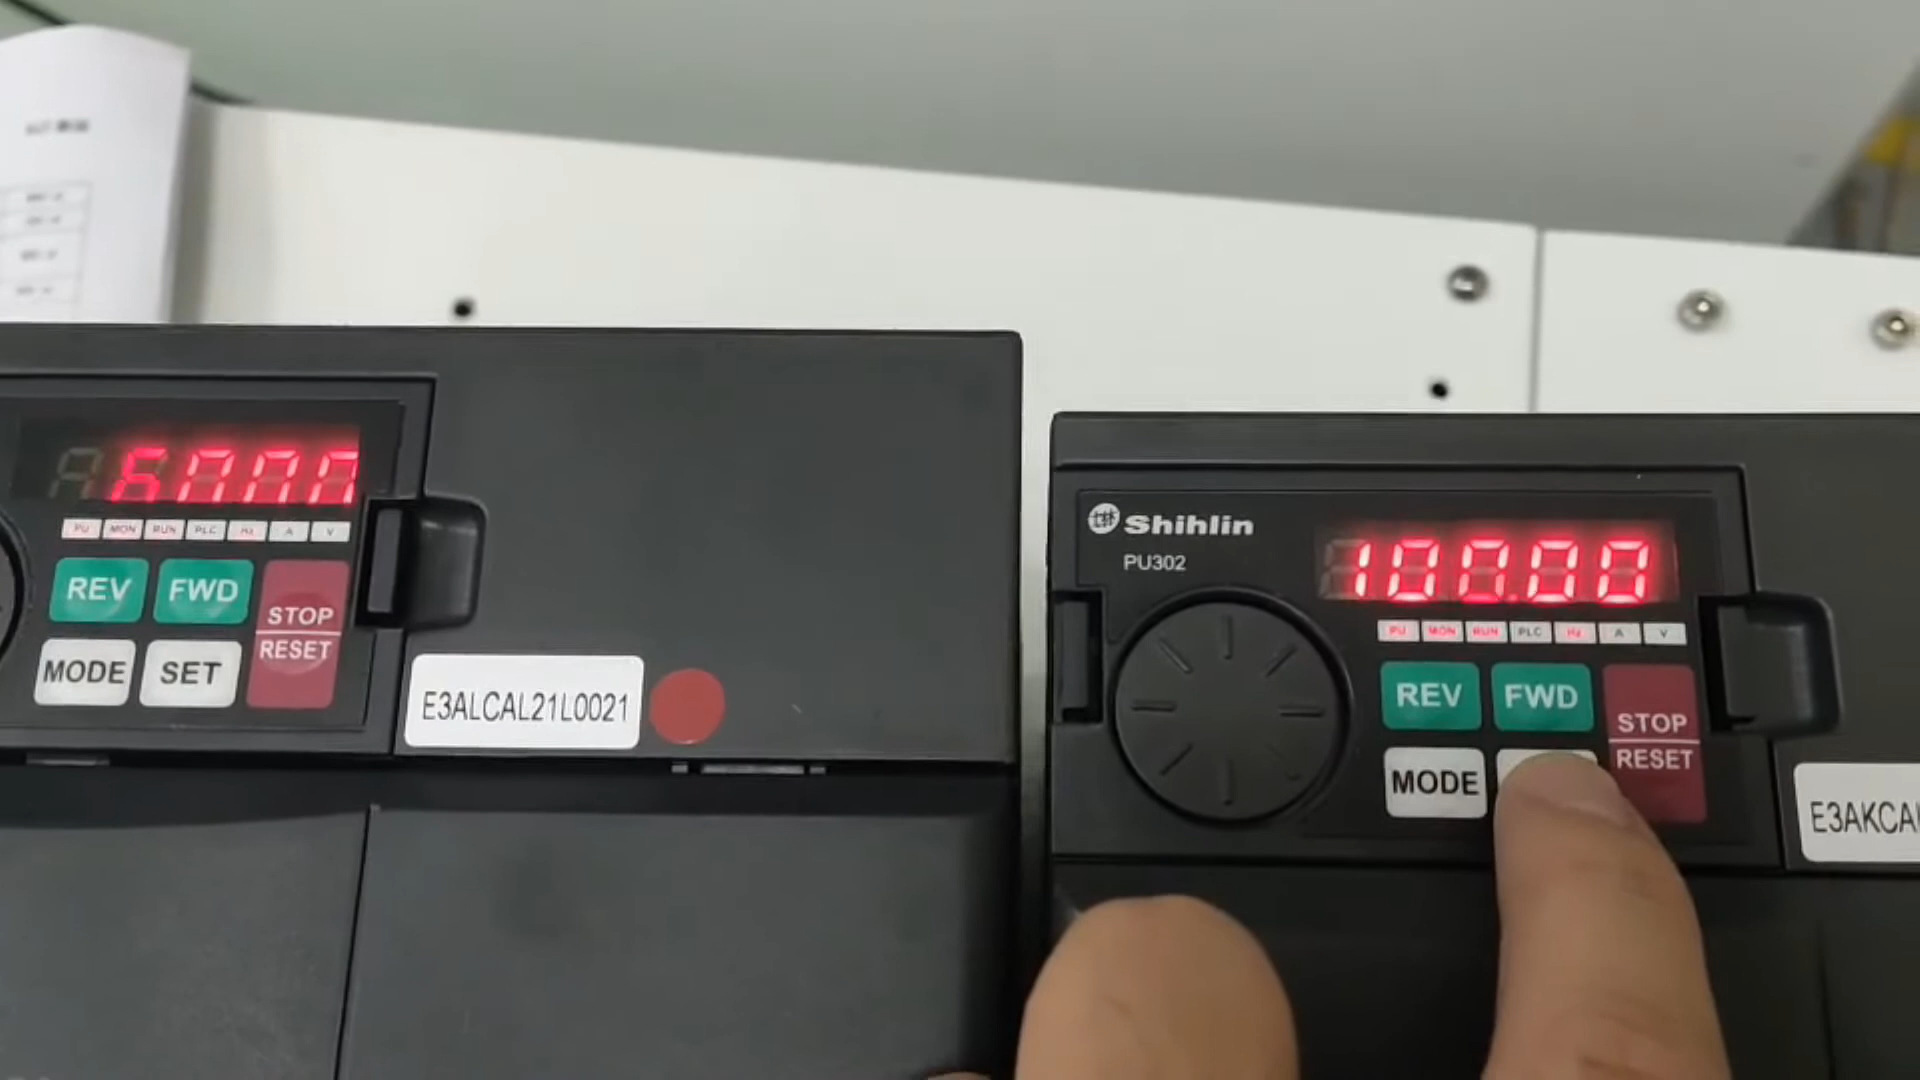 PU MON RUN PLC Hz A V
REV FWD STOP
RESET
MODE SET
E3ALCAL21L0021
Shihlin
PU302
100.00
PU MON RUN PLC Hz A V
REV FWD STOP
RESET
MODE
E3AKCA